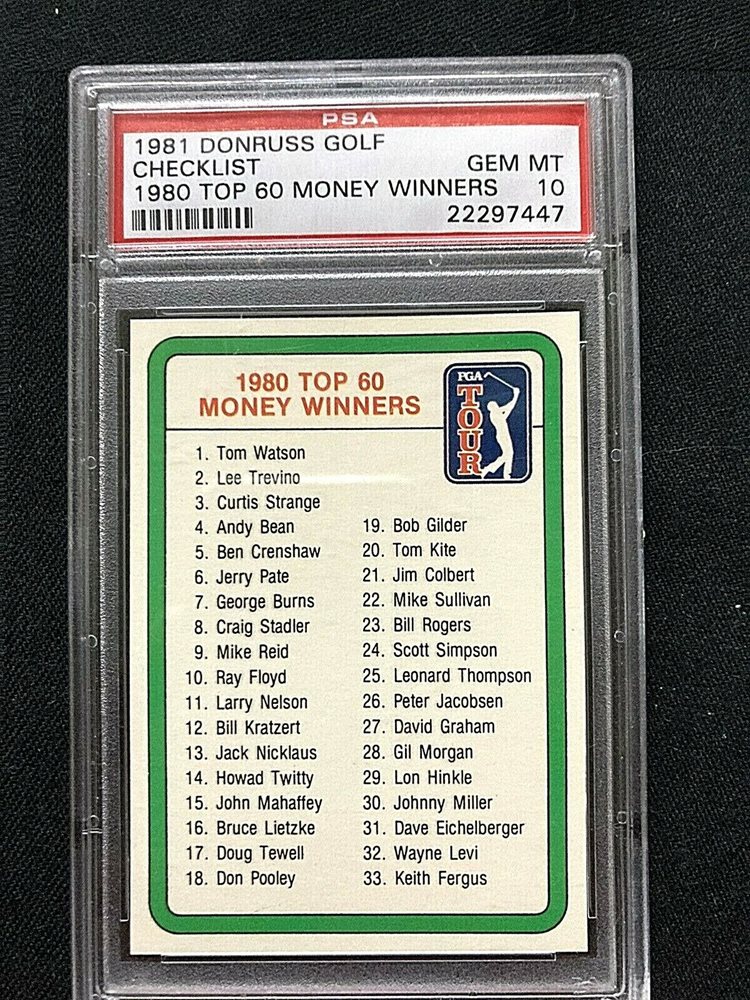 PSA
1981 DONRUSS GOLF
CHECKLIST GEM MT
1980 TOP 60 MONEY WINNERS 10
22297447
1980 TOP 60
MONEY WINNERS
PGA
TOUR
1. Tom Watson
2. Lee Trevino
3. Curtis Strange
4. Andy Bean
5. Ben Crenshaw
6. Jerry Pate
7. George Burns
8. Craig Stadler
9. Mike Reid
10. Ray Floyd
11. Larry Nelson
12. Bill Kratzert
13. Jack Nicklaus
14. Howad Twitty
15. John Mahaffey
16. Bruce Lietzke
17. Doug Tewell
18. Don Pooley
19. Bob Gilder
20. Tom Kite
21. Jim Colbert
22. Mike Sullivan
23. Bill Rogers
24. Scott Simpson
25. Leonard Thompson
26. Peter Jacobsen
27. David Graham
28. Gil Morgan
29. Lon Hinkle
30. Johnny Miller
31. Dave Eichelberger
32. Wayne Levi
33. Keith Fergus